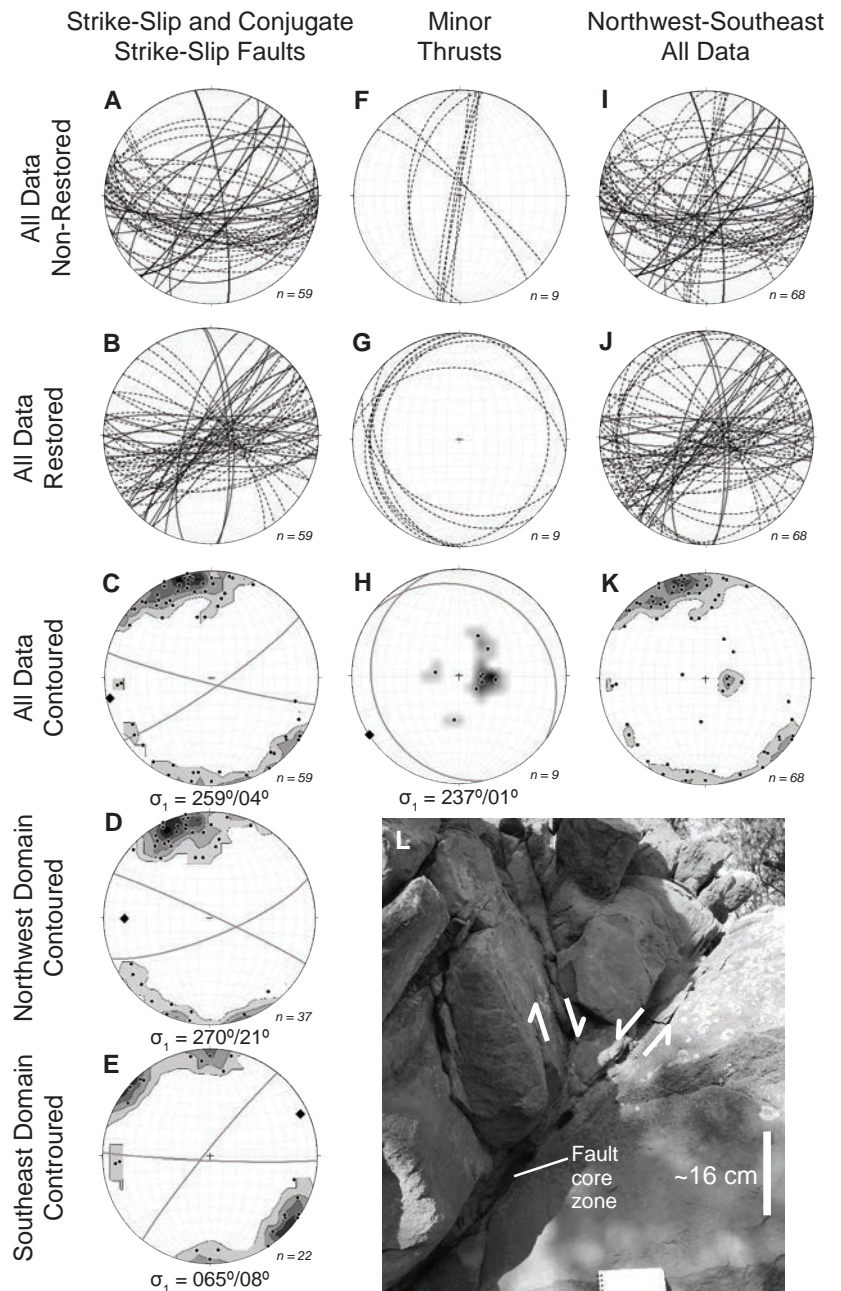 Strike-Slip and Conjugate
Strike-Slip Faults
Minor
Thrusts
Northwest-Southeast
All Data
All Data
Non-Restored
A
n = 59
F
n = 9
I
n = 68
All Data
Restored
B
n = 59
G
n = 9
J
n = 68
All Data
Contoured
C
n = 59
σ1 = 259º/04º
H
n = 9
σ1 = 237º/01º
K
n = 68
Northwest Domain
Contoured
D
n = 37
σ1 = 270º/21º
Southeast Domain
Controured
E
n = 22
σ1 = 065º/08º
L
Fault
core
zone
~16 cm